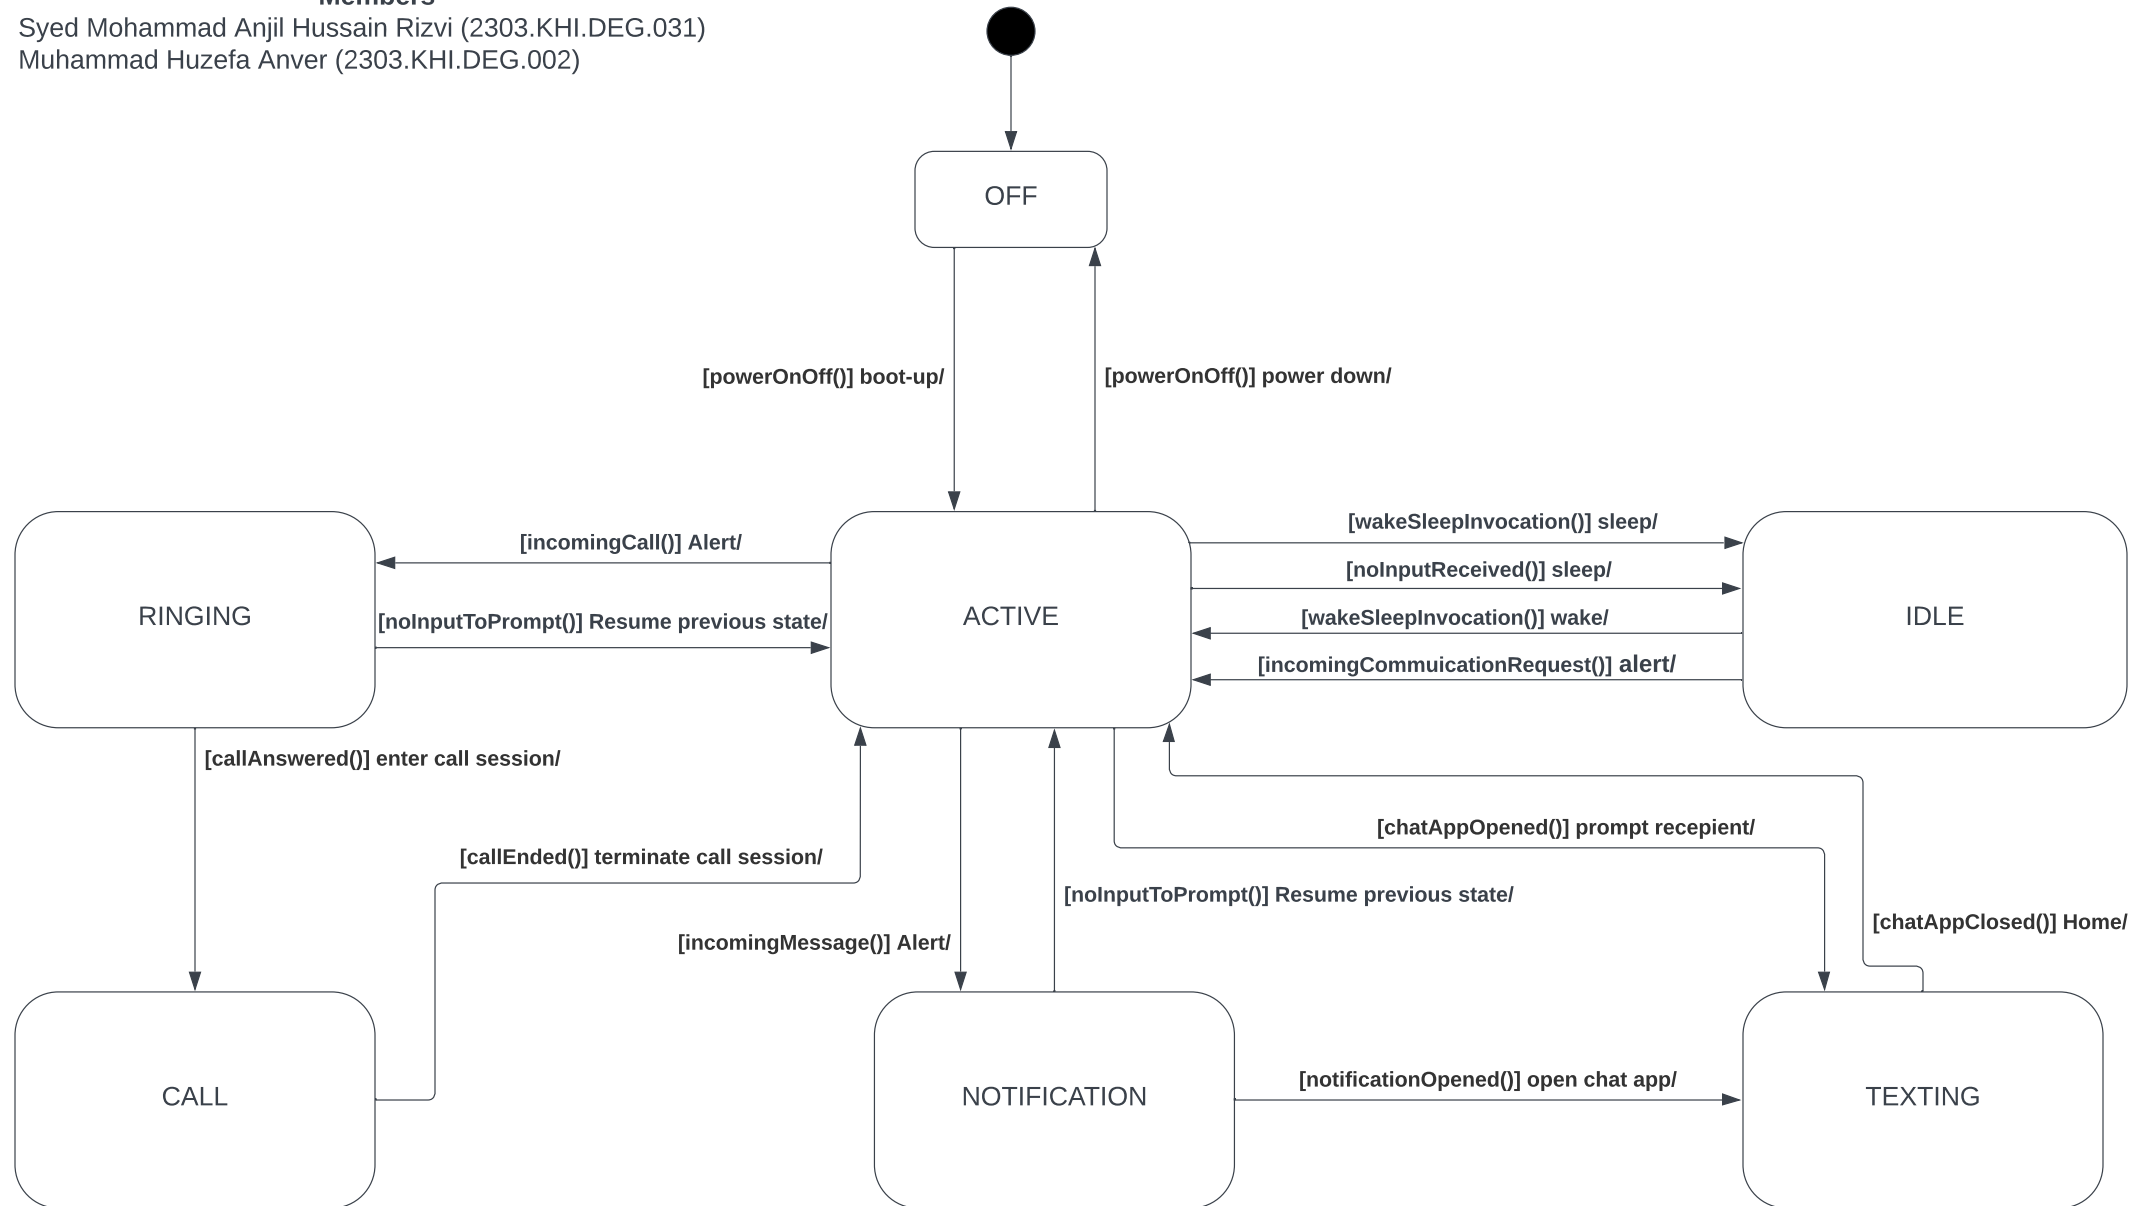 Members
Syed Mohammad Anjil Hussain Rizvi (2303.KHI.DEG.031)
Muhammad Huzefa Anver (2303.KHI.DEG.002)
OFF
[powerOnOff()] boot-up/
[powerOnOff()] power down/
[incomingCall()] Alert/
[wakeSleepInvocation()] sleep/
[noInputReceived()] sleep/
RINGING
[noInputToPrompt()] Resume previous state/
ACTIVE
[wakeSleepInvocation()] wake/
IDLE
[incomingCommuicationRequest()] alert/
[callAnswered()] enter call session/
[chatAppOpened()] prompt recepient/
[callEnded()] terminate call session/
[noInputToPrompt()] Resume previous state/
[chatAppClosed()] Home/
[incomingMessage()] Alert/
CALL
NOTIFICATION
[notificationOpened()] open chat app/
TEXTING